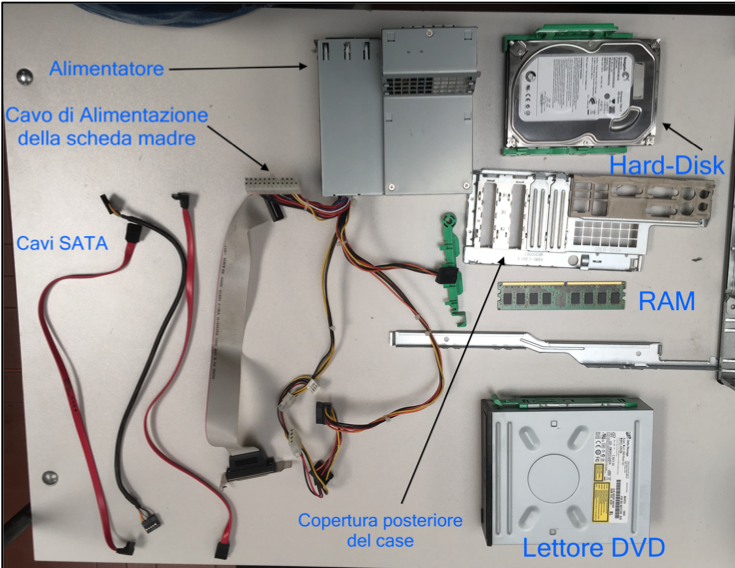 Alimentatore
Cavo di Alimentazione
della scheda madre
Hard-Disk
Cavi SATA
RAM
Copertura posteriore
del case
Lettore DVD